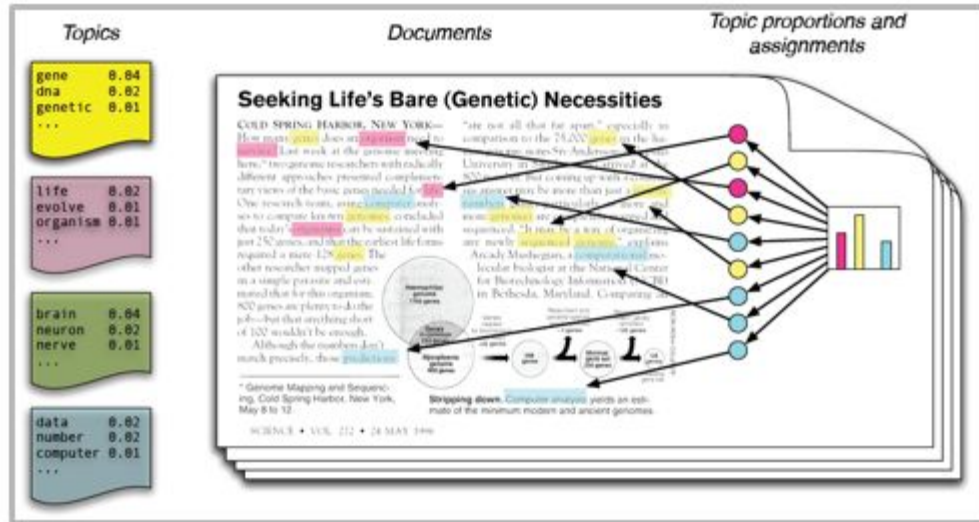 Topics
Documents
Topic proportions and
assignments
gene 0.04
dna 0.02
genetic 0.01
...
life 0.02
evolve 0.01
organism 0.01
...
brain 0.04
neuron 0.02
nerve 0.01
...
data 0.02
number 0.02
computer 0.01
...
Seeking Life's Bare (Genetic) Necessities
COLD SPRING HARBOR, NEW YORK—
How many genes does an organism need to
survive? Last week at the genome meeting
here,* two genome researchers with radically
different approaches presented complemen-
tary views of the basic genes needed for life.
One research team, using computer analy-
ses to compare known genomes, concluded
that today's organisms can be sustained with
just 250 genes, and that the earliest life forms
required a mere 128 genes. The
other researcher mapped genes
in a simple parasite and esti-
mated that for this organism,
800 genes are plenty to do the
job—but that anything short
of 100 wouldn't be enough.
Although the numbers don't
match precisely, those predictions
* Genome Mapping and Sequenc-
ing, Cold Spring Harbor, New York,
May 8 to 12.
"are not all that far apart," especially in
comparison to the 75,000 genes in the hu-
Siv Andersson
University in arrived at the
800 But coming up with a
sus answer may be more than just a
numbers particularly more and
more genomes are mapped and
sequenced. "It may be a way of organizing
any newly sequenced genome," explains
Arcady Mushegian, a computational mo-
lecular biologist at the National Center
for Biotechnology Information (NCBI)
in Bethesda, Maryland. Comparing an
Haemophilus
genome
1703 genes
Mycoplasma
genome
469 genes
Stripping down. Computer analysis yields an esti-
mate of the minimum modern and ancient genomes.
SCIENCE • VOL. 272 • 24 MAY 1996